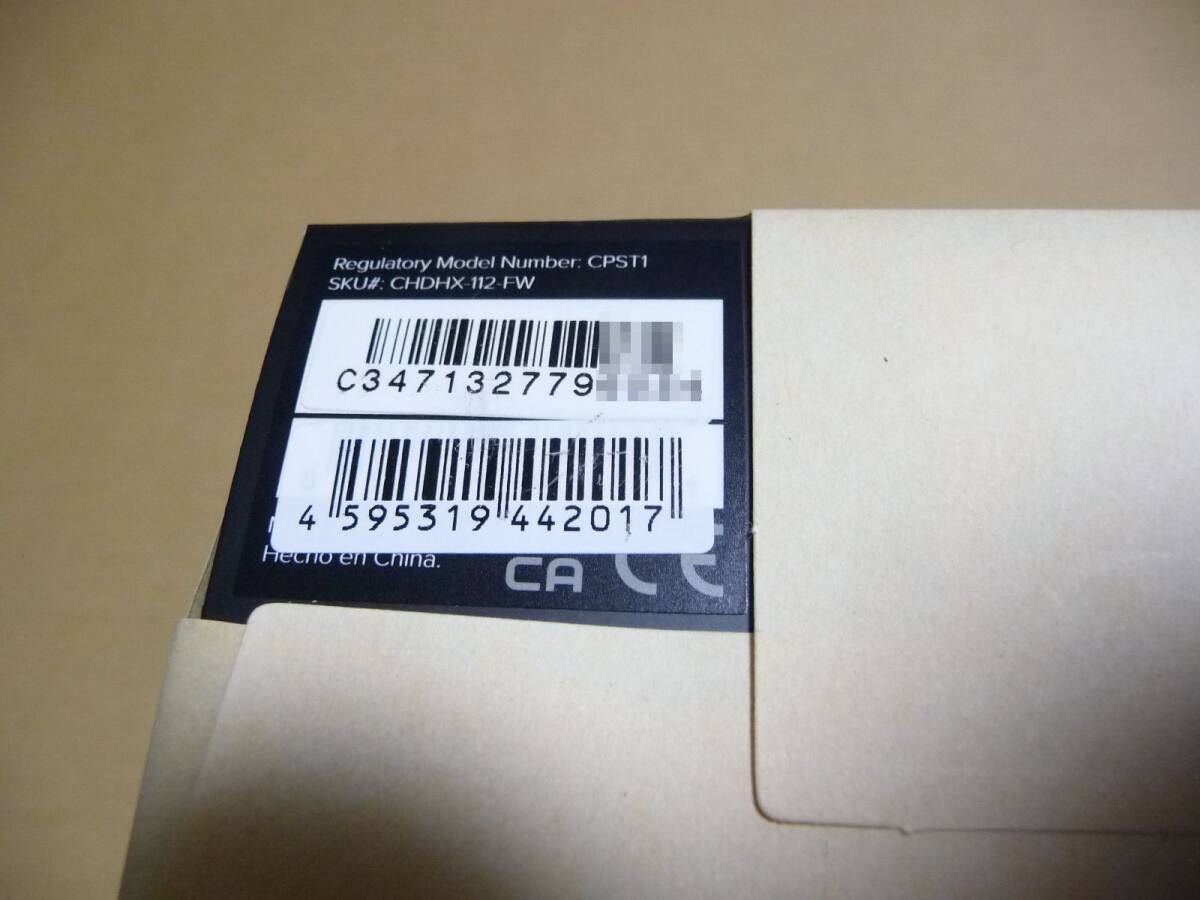 Regulatory Model Number: CPST1
SKU#: CHDHX-112-FW
C347132779
4 595319 442017
Hecho en China.
CA CE